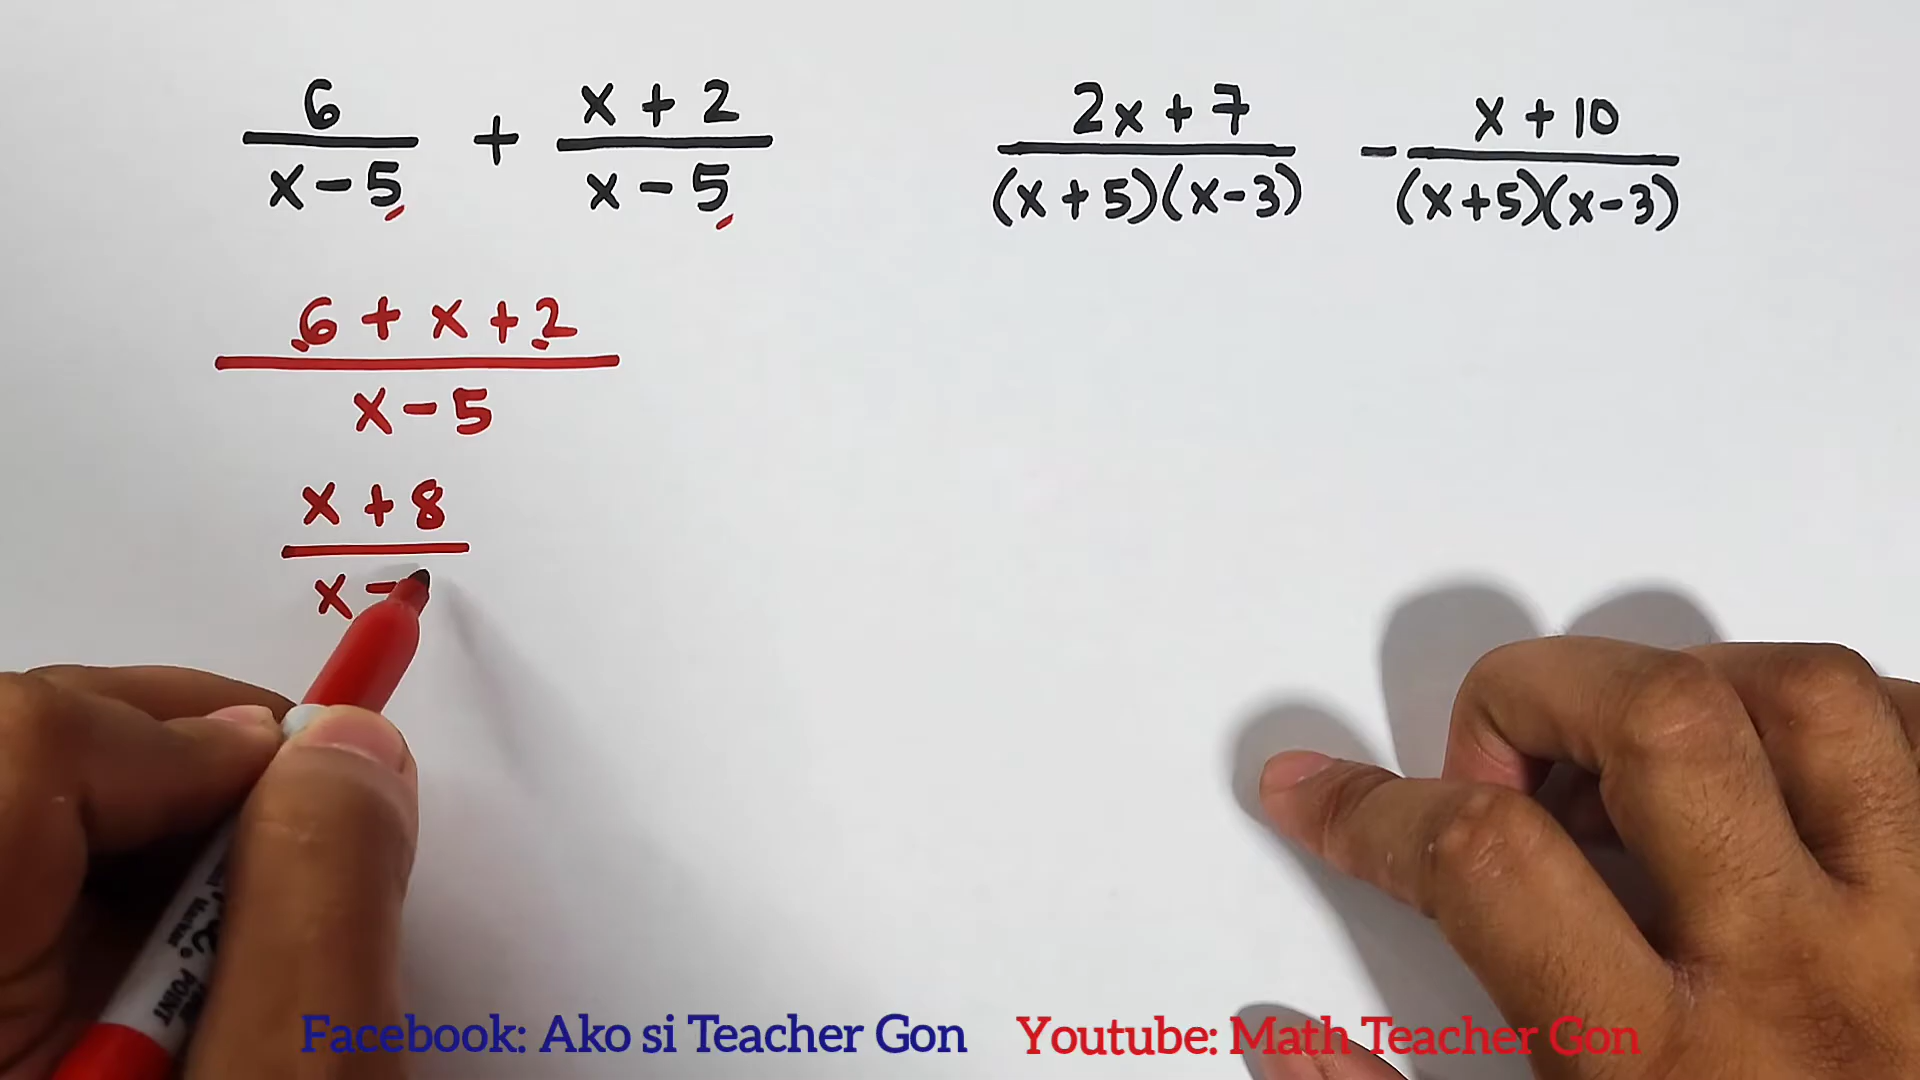 6/(x - 5) + (x + 2)/(x - 5)
(6 + x + 2)/(x - 5)
(x + 8)/(x -
(2x + 7)/((x + 5)(x - 3)) - (x + 10)/((x + 5)(x - 3))
POINT
Facebook: Ako si Teacher Gon
Youtube: Math Teacher Gon